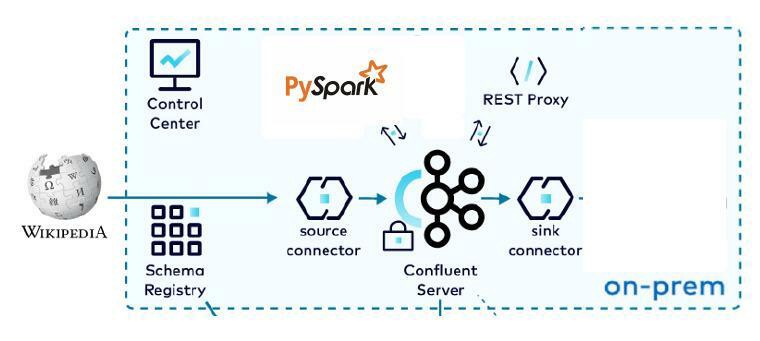 Control
Center
PySpark
REST Proxy
WIKIPEDIA
source
connector
sink
connector
Schema
Registry
Confluent
Server
on-prem